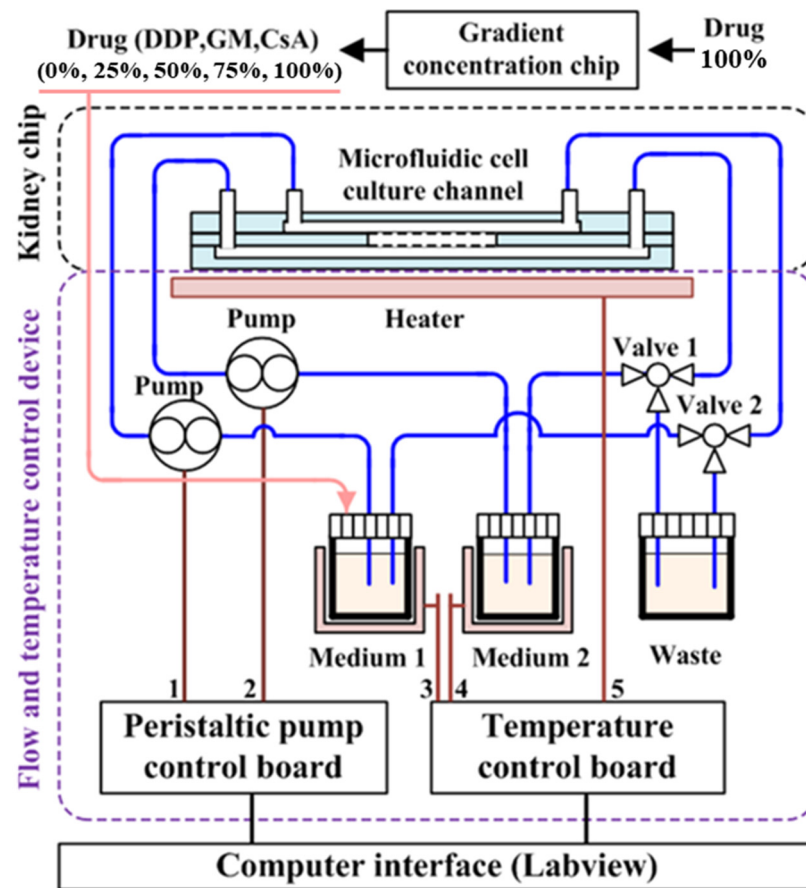 Drug (DDP,GM,CsA)
(0%, 25%, 50%, 75%, 100%)
Gradient
concentration chip
Drug
100%
Kidney chip
Microfluidic cell
culture channel
Flow and temperature control device
Heater
Pump
Pump
Valve 1
Valve 2
Medium 1
Medium 2
Waste
1
2
3
4
5
Peristaltic pump
control board
Temperature
control board
Computer interface (Labview)